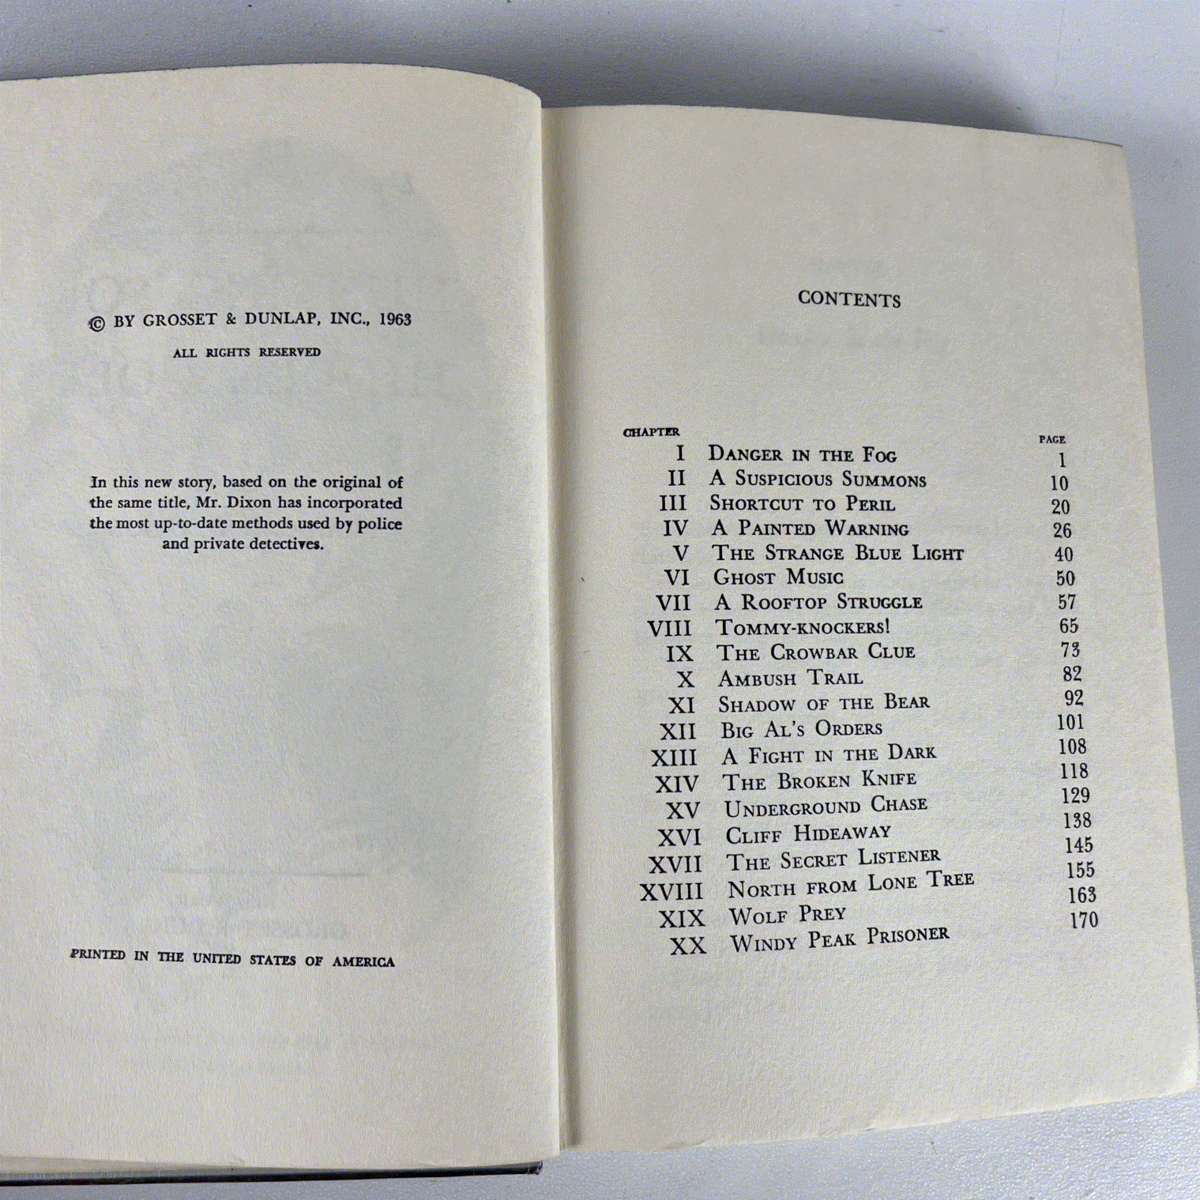 © BY GROSSET & DUNLAP, INC., 1963
ALL RIGHTS RESERVED
In this new story, based on the original of
the same title, Mr. Dixon has incorporated
the most up-to-date methods used by police
and private detectives.
PRINTED IN THE UNITED STATES OF AMERICA
CONTENTS
CHAPTER PAGE
I DANGER IN THE FOG 1
II A SUSPICIOUS SUMMONS 10
III SHORTCUT TO PERIL 20
IV A PAINTED WARNING 26
V THE STRANGE BLUE LIGHT 40
VI GHOST MUSIC 50
VII A ROOFTOP STRUGGLE 57
VIII TOMMY-KNOCKERS! 65
IX THE CROWBAR CLUE 73
X AMBUSH TRAIL 82
XI SHADOW OF THE BEAR 92
XII BIG AL'S ORDERS 101
XIII A FIGHT IN THE DARK 108
XIV THE BROKEN KNIFE 118
XV UNDERGROUND CHASE 129
XVI CLIFF HIDEAWAY 138
XVII THE SECRET LISTENER 145
XVIII NORTH FROM LONE TREE 155
XIX WOLF PREY 163
XX WINDY PEAK PRISONER 170